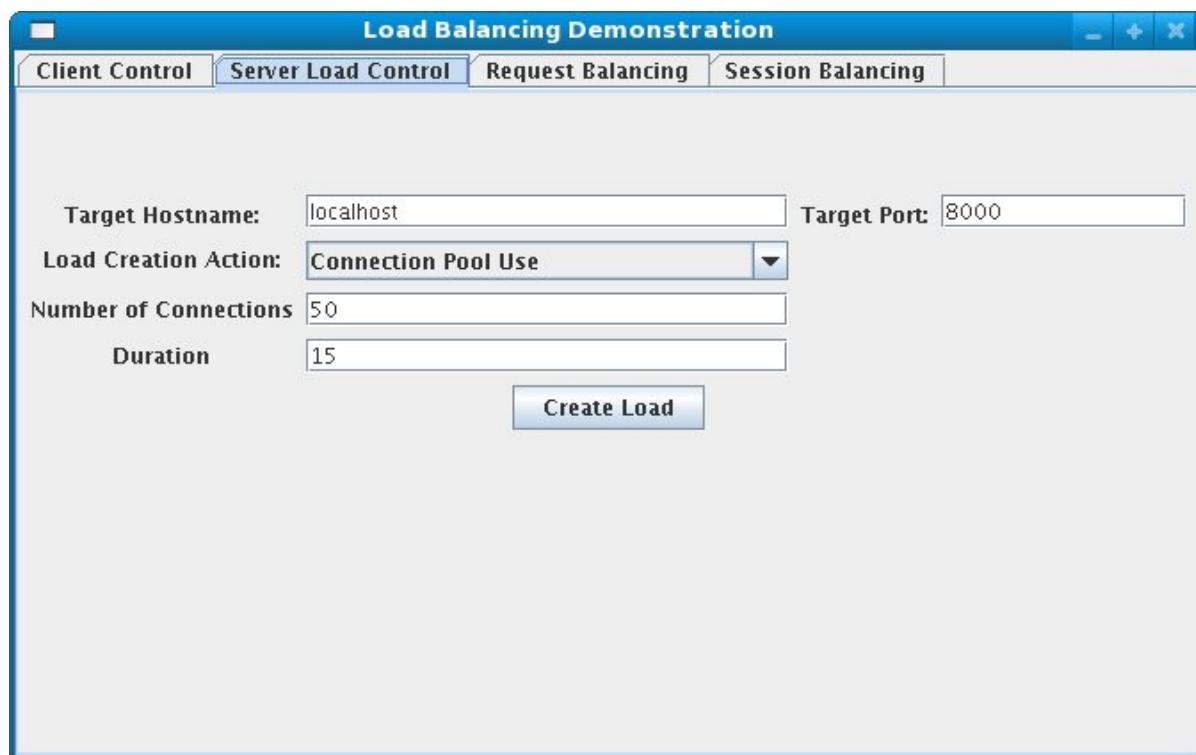 Load Balancing Demonstration
Client Control Server Load Control Request Balancing Session Balancing
Target Hostname: localhost Target Port: 8000
Load Creation Action: Connection Pool Use
Number of Connections 50
Duration 15
Create Load